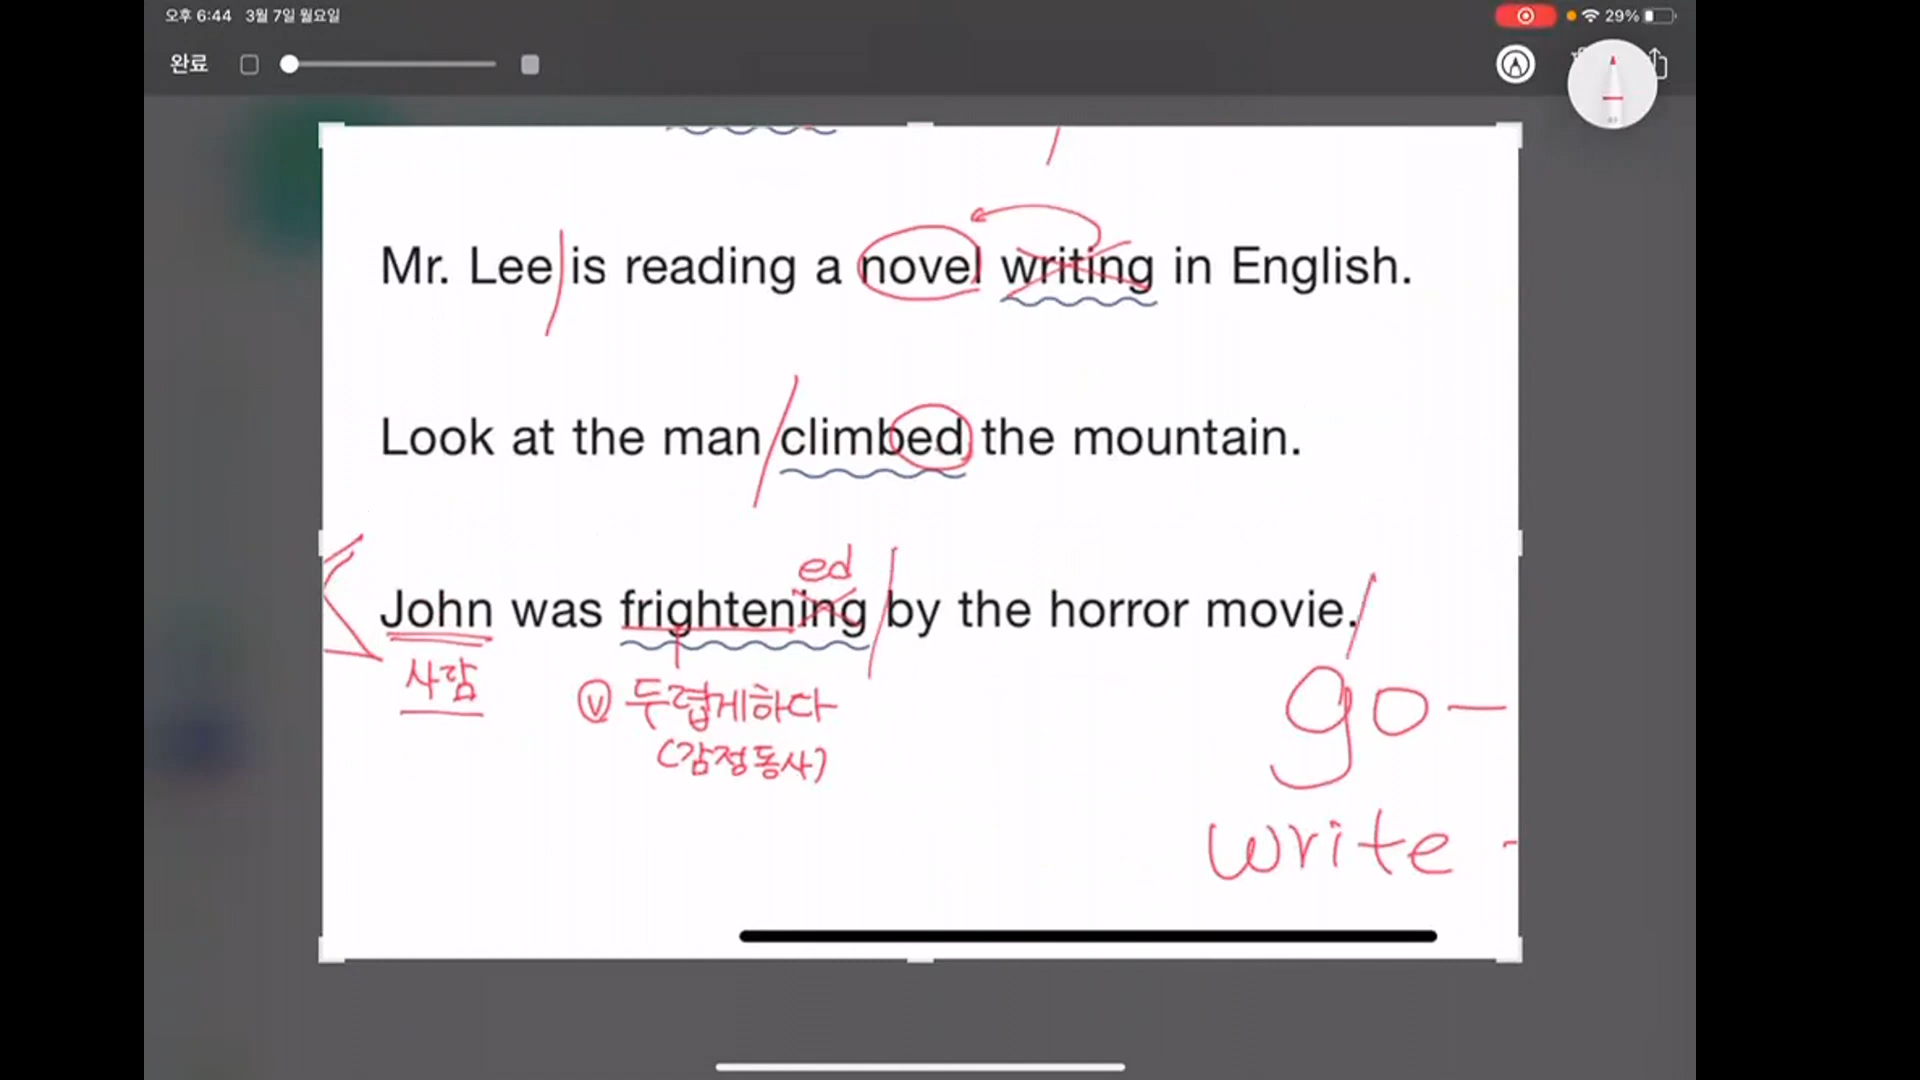 오후 6:44 3월 7일 월요일
29%
완료
Mr. Lee is reading a novel writing in English.
Look at the man climbed the mountain.
ed
John was frightening by the horror movie.
사람
v 두렵게하다
(감정동사)
go —
write -